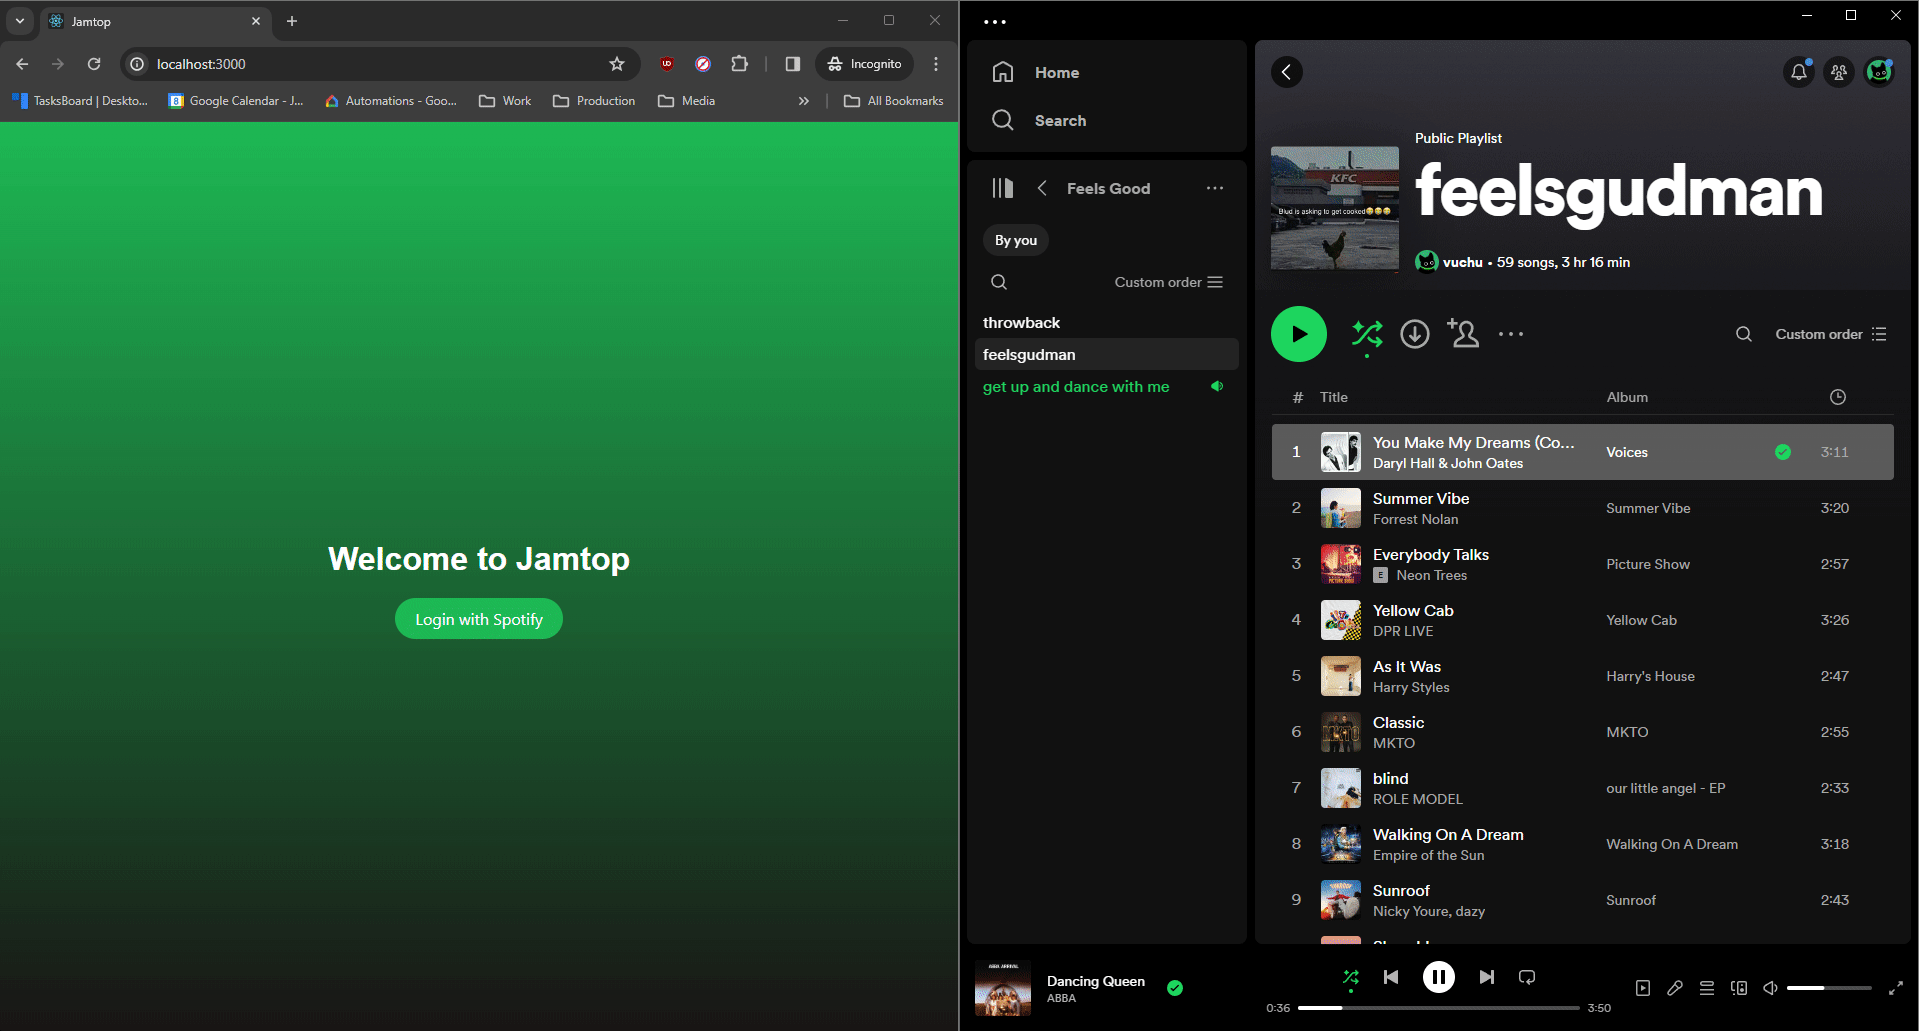 Jamtop
localhost:3000
Incognito
TasksBoard | Deskto...
Google Calendar - J...
Automations - Goo...
Work
Production
Media
All Bookmarks
Welcome to Jamtop
Login with Spotify
Home
Search
Feels Good
By you
Custom order
throwback
feelsgudman
get up and dance with me
KFC
Blud is asking to get cooked😂😂😂
Public Playlist
feelsgudman
vuchu • 59 songs, 3 hr 16 min
Custom order
# Title Album
1 You Make My Dreams (Co... Voices 3:11
Daryl Hall & John Oates
2 Summer Vibe Summer Vibe 3:20
Forrest Nolan
3 Everybody Talks Picture Show 2:57
E Neon Trees
4 Yellow Cab Yellow Cab 3:26
DPR LIVE
5 As It Was Harry's House 2:47
Harry Styles
6 Classic MKTO 2:55
MKTO
7 blind our little angel - EP 2:33
ROLE MODEL
8 Walking On A Dream Walking On A Dream 3:18
Empire of the Sun
9 Sunroof Sunroof 2:43
Nicky Youre, dazy
Dancing Queen
ABBA
0:36
3:50